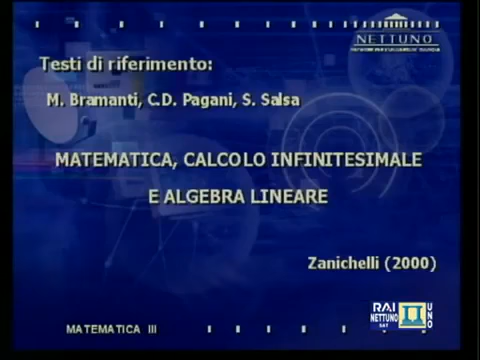 NETTUNO
Testi di riferimento:
M. Bramanti, C.D. Pagani, S. Salsa
MATEMATICA, CALCOLO INFINITESIMALE
E ALGEBRA LINEARE
Zanichelli (2000)
RAI
NETTUNO
SAT
UNO
MATEMATICA III